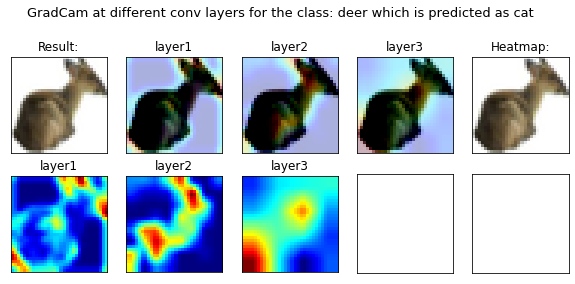 GradCam at different conv layers for the class: deer which is predicted as cat
Result: layer1 layer2 layer3 Heatmap:
layer1 layer2 layer3